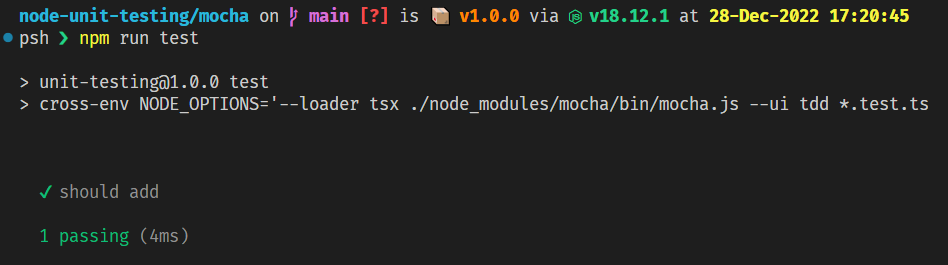 node-unit-testing/mocha on main [?] is 📦 v1.0.0 via v18.12.1 at 28-Dec-2022 17:20:45
psh ❯ npm run test
> unit-testing@1.0.0 test
> cross-env NODE_OPTIONS='--loader tsx ./node_modules/mocha/bin/mocha.js --ui tdd *.test.ts
✓ should add
1 passing (4ms)